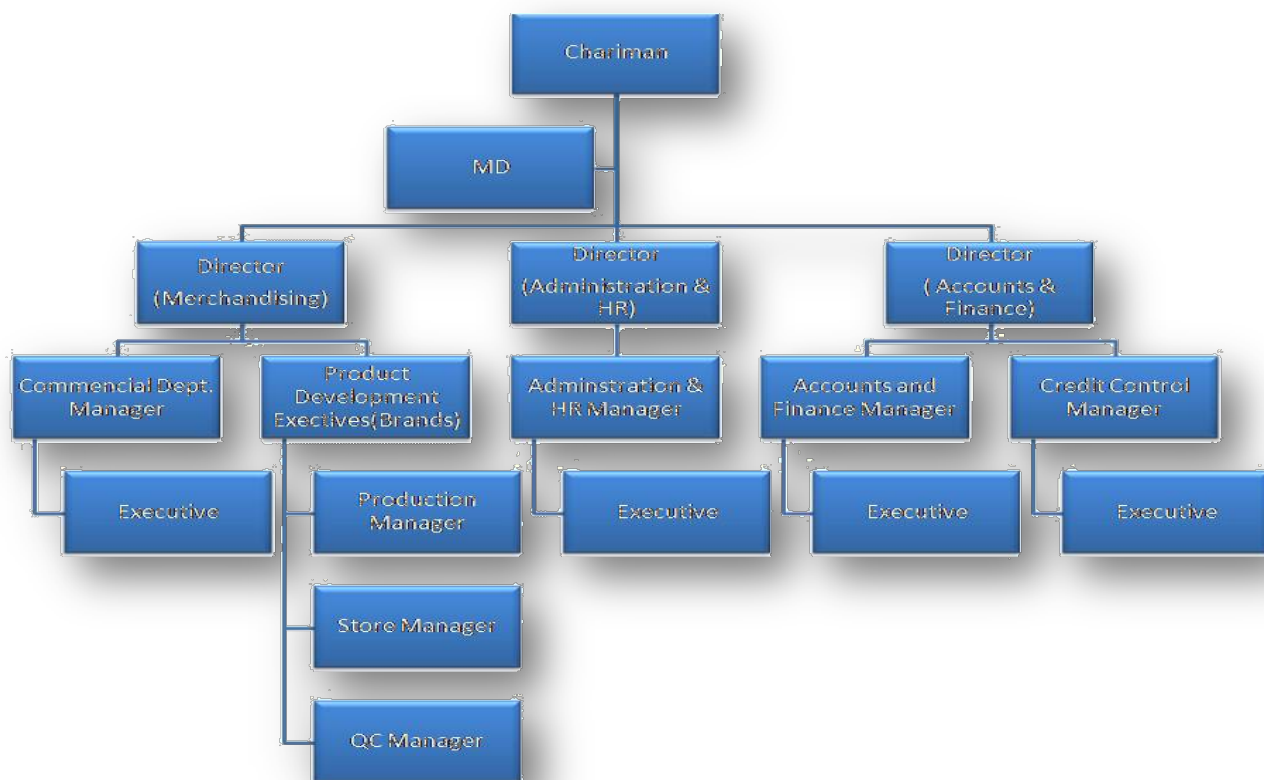 Chariman
MD
Director
(Merchandising)
Director
(Administration &
HR)
Director
( Accounts &
Finance)
Commencial Dept.
Manager
Product
Development
Exectives(Brands)
Adminstration &
HR Manager
Accounts and
Finance Manager
Credit Control
Manager
Executive
Production
Manager
Executive
Executive
Executive
Store Manager
QC Manager